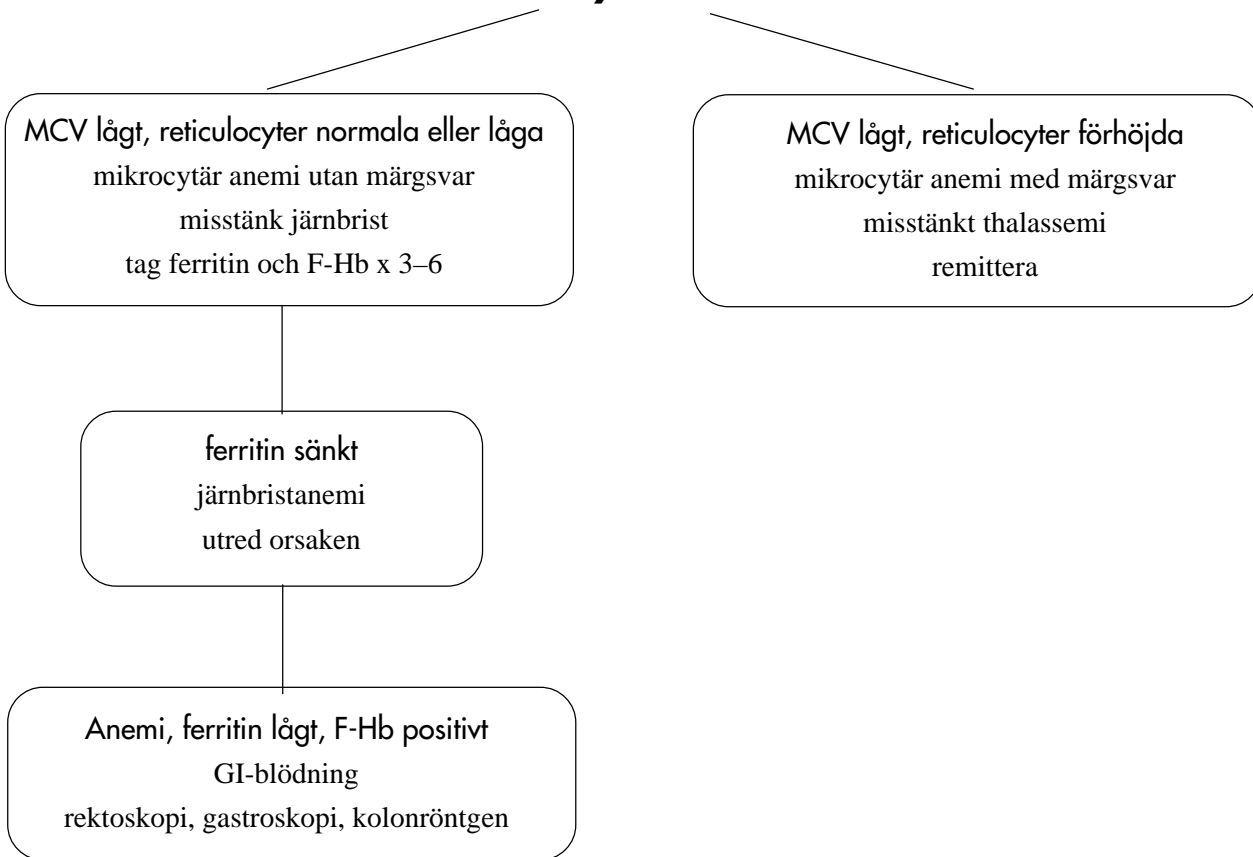 MCV lågt, reticulocyter normala eller låga
mikrocytär anemi utan märgsvar
misstänk järnbrist
tag ferritin och F-Hb x 3–6
MCV lågt, reticulocyter förhöjda
mikrocytär anemi med märgsvar
misstänkt thalassemi
remittera
ferritin sänkt
järnbristanemi
utred orsaken
Anemi, ferritin lågt, F-Hb positivt
GI-blödning
rektoskopi, gastroskopi, kolonröntgen